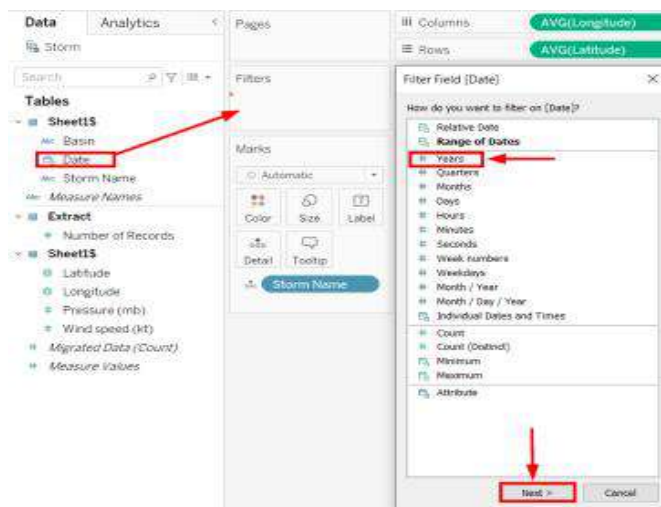 Data
Analytics
Storm
Search
Tables
Sheet1$
Abc Basin
Date
Abc Storm Name
Abc Measure Names
Extract
# Number of Records
Sheet1$
Latitude
Longitude
# Pressure (mb)
# Wind speed (kt)
# Migrated Data (Count)
# Measure Values
Pages
Filters
Marks
Automatic
Color
Size
Label
Detail
Tooltip
Storm Name
Columns
AVG(Longitude)
Rows
AVG(Latitude)
Filter Field [Date]
How do you want to filter on [Date]?
Relative Date
Range of Dates
# Years
# Quarters
# Months
# Days
# Hours
# Minutes
# Seconds
# Week numbers
# Weekdays
# Month / Year
# Month / Day / Year
Individual Dates and Times
# Count
# Count (Distinct)
Minimum
Maximum
Attribute
Next >
Cancel